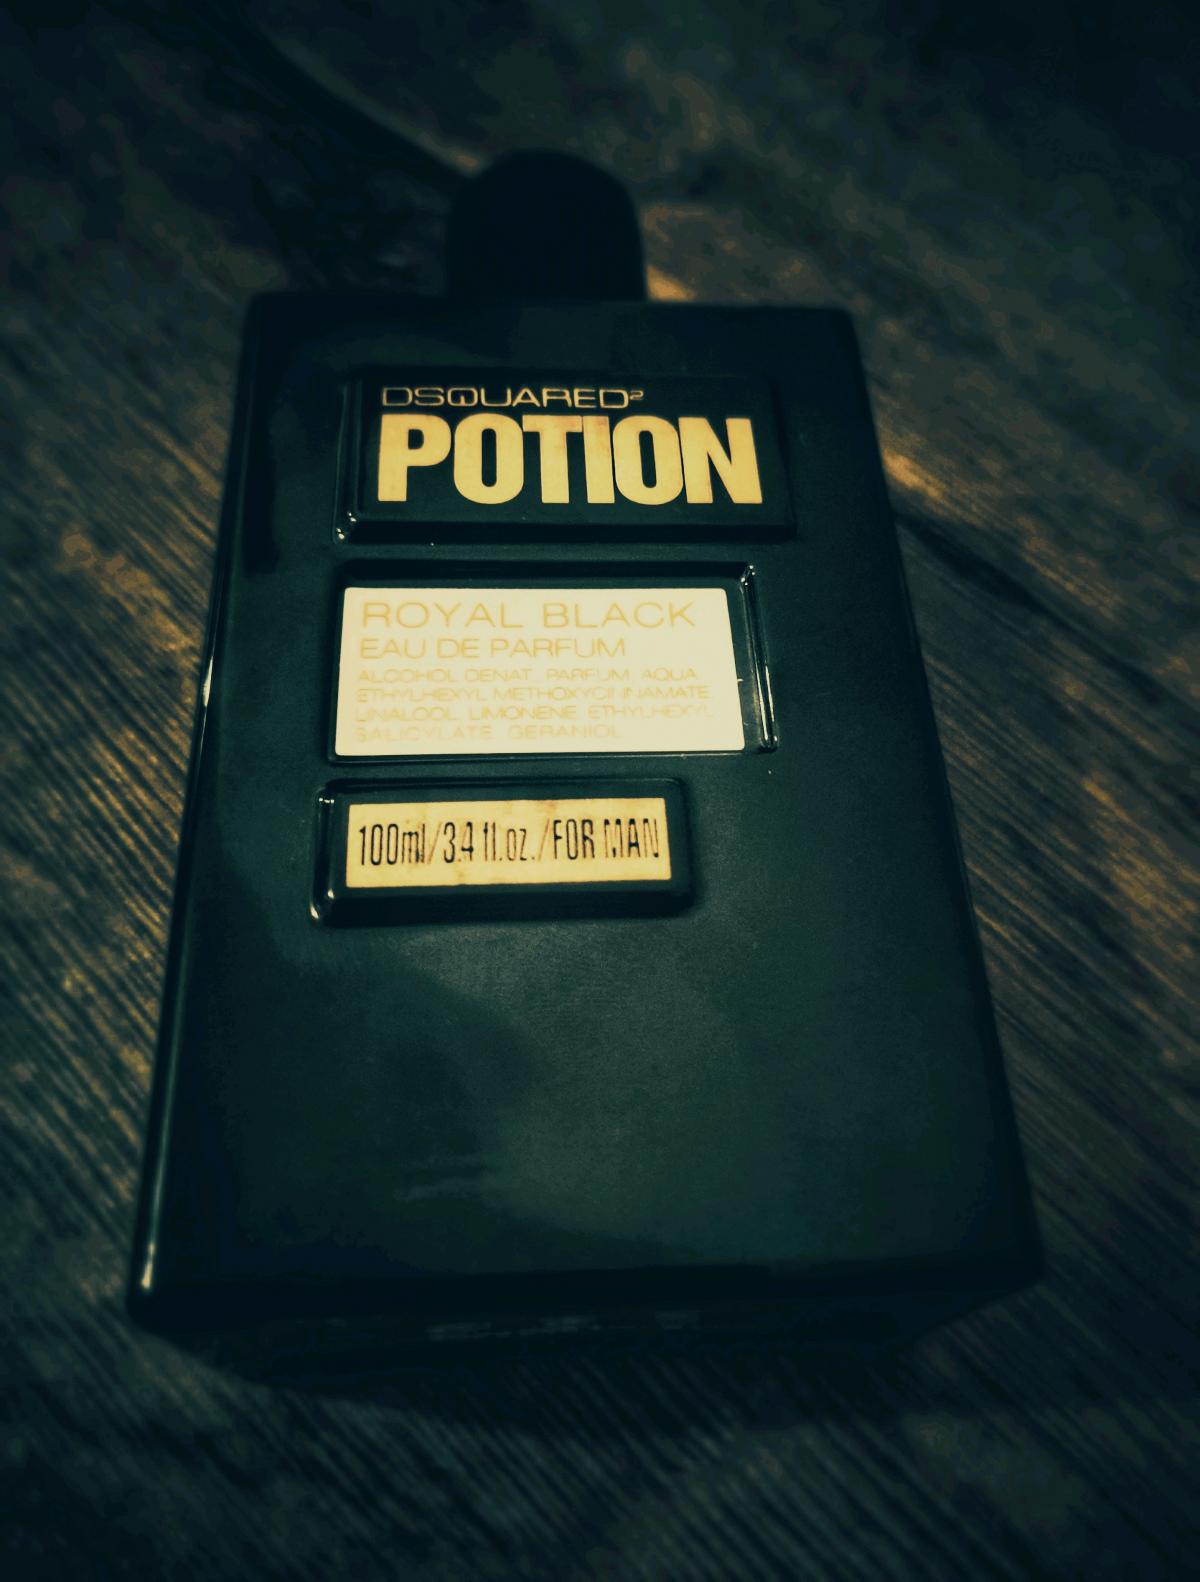 DSQUARED²
POTION
ROYAL BLACK
EAU DE PARFUM
ALCOHOL DENAT. PARFUM, AQUA,
ETHYLHEXYL METHOXYCINNAMATE,
LINALOOL, LIMONENE, ETHYLHEXYL
SALICYLATE, GERANIOL
100ml/3.4 fl.oz./FOR MAN